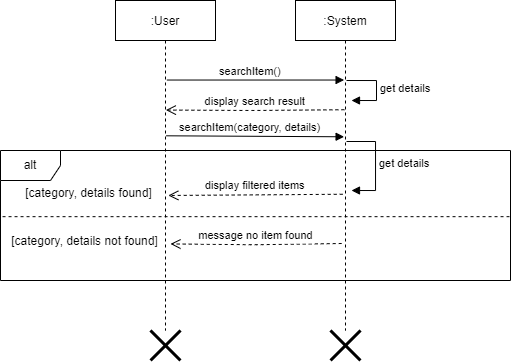 :User
:System
searchItem()
get details
display search result
searchItem(category, details)
get details
alt
display filtered items
[category, details found]
[category, details not found]
message no item found